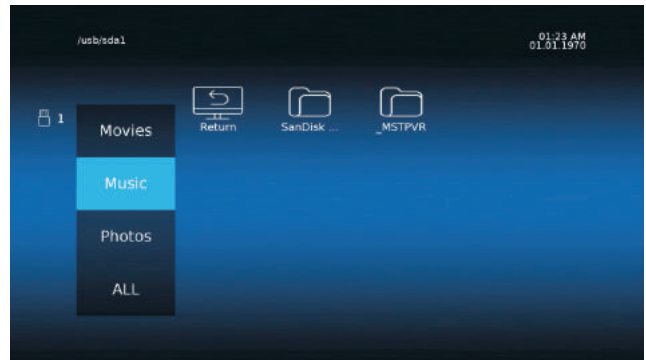 /usb/sda1
01:23 AM
01.01.1970
1
Return
SanDisk ...
_MSTPVR
Movies
Music
Photos
ALL